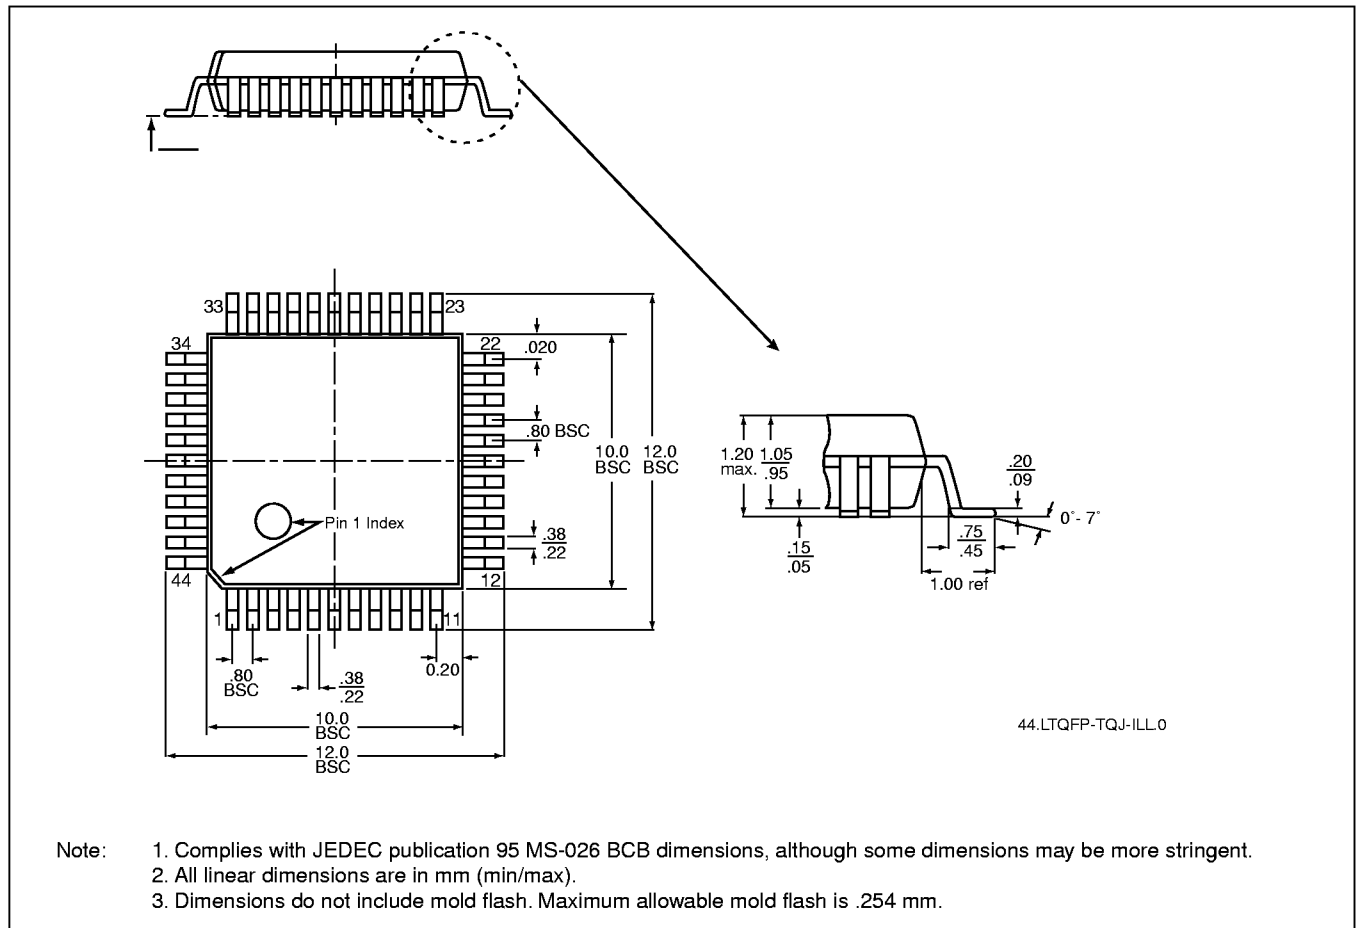 33
23
34
22
.020
.80 BSC
10.0
BSC
12.0
BSC
Pin 1 Index
.38
.22
44
12
1
11
.80
BSC
.38
.22
0.20
10.0
BSC
12.0
BSC
1.20
max.
1.05
.95
.15
.05
.20
.09
0°- 7°
.75
.45
1.00 ref
44.LTQFP-TQJ-ILL.0
Note: 1. Complies with JEDEC publication 95 MS-026 BCB dimensions, although some dimensions may be more stringent.
2. All linear dimensions are in mm (min/max).
3. Dimensions do not include mold flash. Maximum allowable mold flash is .254 mm.